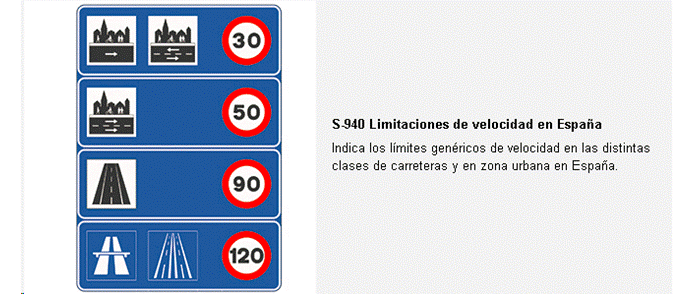 30
50
90
120
S-940 Limitaciones de velocidad en España
Indica los límites genéricos de velocidad en las distintas
clases de carreteras y en zona urbana en España.